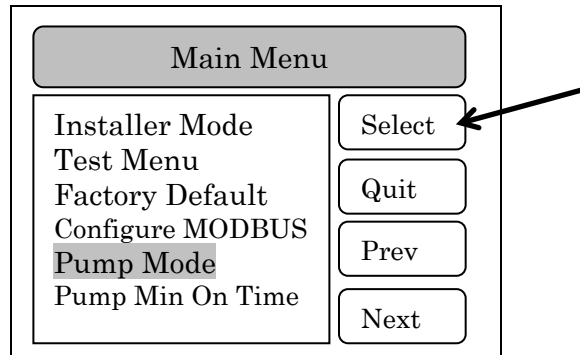 Main Menu
Installer Mode
Test Menu
Factory Default
Configure MODBUS
Pump Mode
Pump Min On Time
Select
Quit
Prev
Next